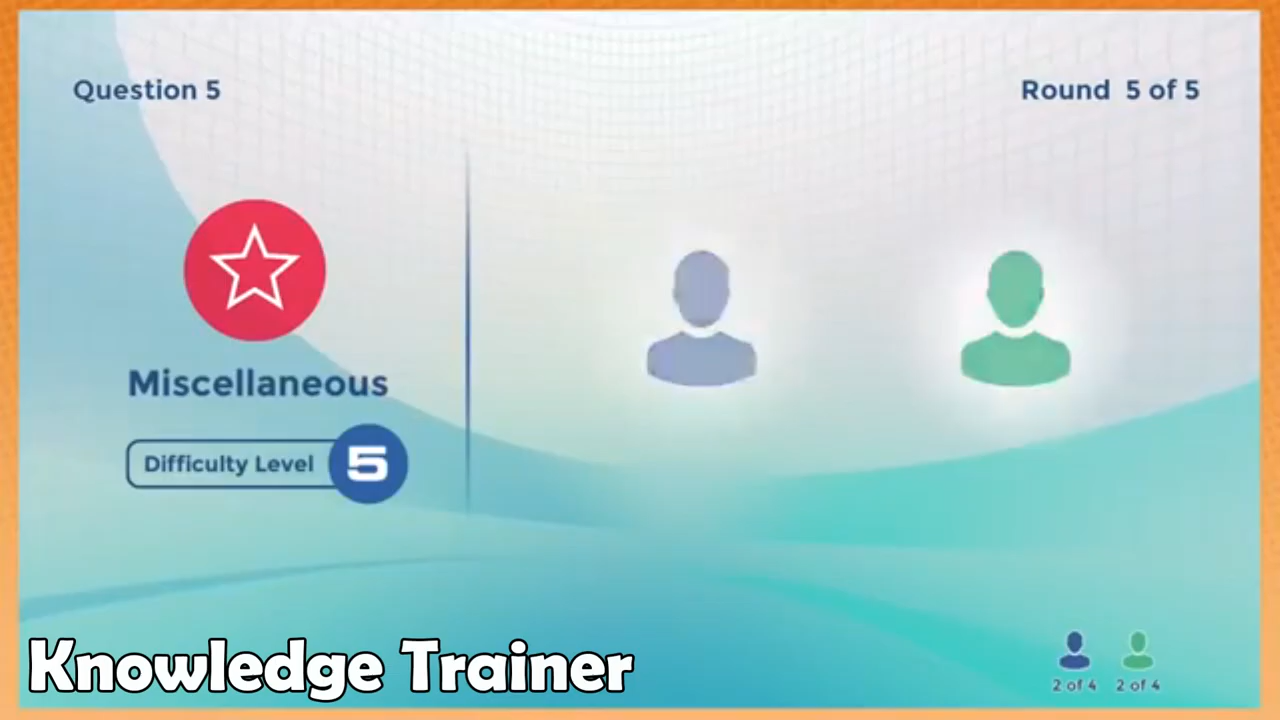 Question 5
Round 5 of 5
Miscellaneous
Difficulty Level 5
Knowledge Trainer
2 of 4 2 of 4